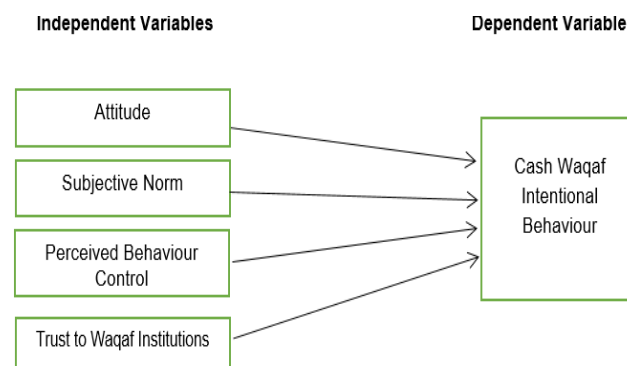 Independent Variables
Dependent Variable
Attitude
Subjective Norm
Perceived Behaviour
Control
Trust to Waqaf Institutions
Cash Waqaf
Intentional
Behaviour